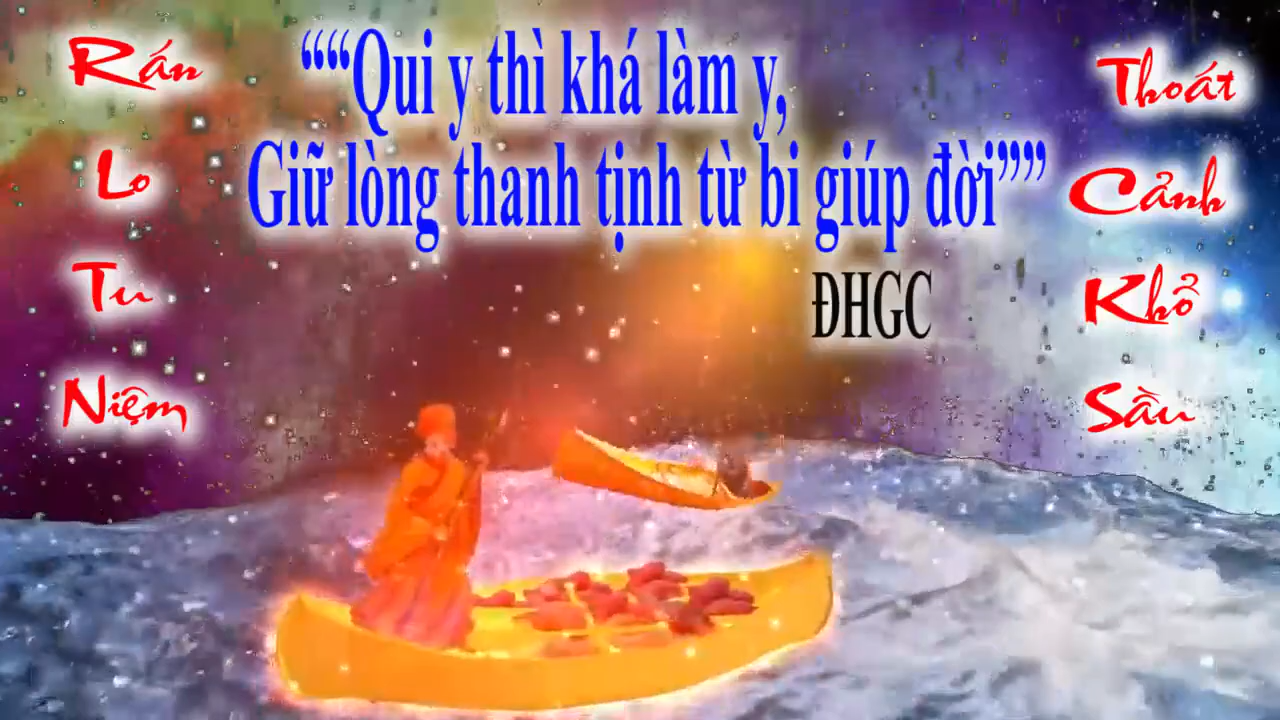 ““Qui y thì khá làm y,
Giữ lòng thanh tịnh từ bi giúp đời””
ĐHGC
Rán
Lo
Tu
Niệm
Thoát
Cảnh
Khổ
Sầu